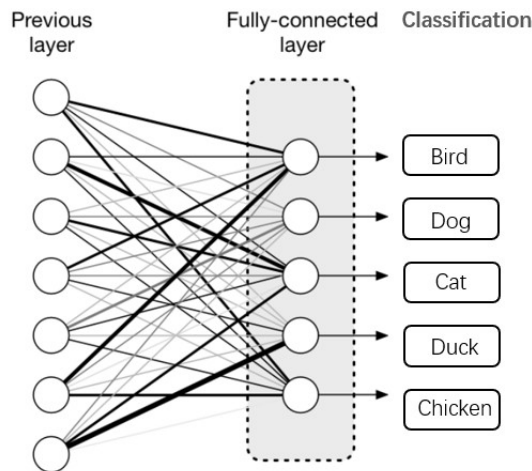 Previous
layer
Fully-connected
layer
Classification
Bird
Dog
Cat
Duck
Chicken